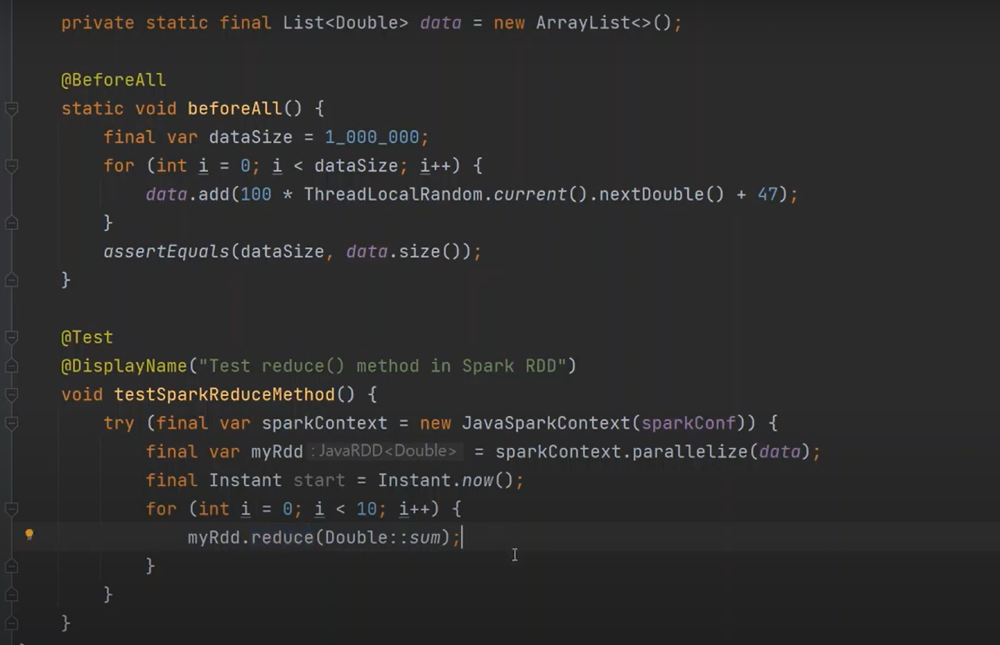 private static final List<Double> data = new ArrayList<>();
@BeforeAll
static void beforeAll() {
final var dataSize = 1_000_000;
for (int i = 0; i < dataSize; i++) {
data.add(100 * ThreadLocalRandom.current().nextDouble() + 47);
}
assertEquals(dataSize, data.size());
}
@Test
@DisplayName("Test reduce() method in Spark RDD")
void testSparkReduceMethod() {
try (final var sparkContext = new JavaSparkContext(sparkConf)) {
final var myRdd : JavaRDD<Double> = sparkContext.parallelize(data);
final Instant start = Instant.now();
for (int i = 0; i < 10; i++) {
myRdd.reduce(Double::sum);
}
}
}